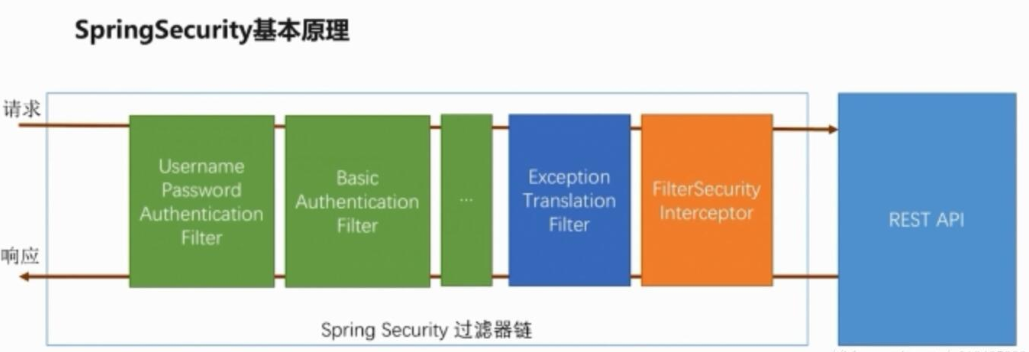 SpringSecurity基本原理
请求
Username
Password
Authentication
Filter
Basic
Authentication
Filter
...
Exception
Translation
Filter
FilterSecurity
Interceptor
REST API
响应
Spring Security 过滤器链